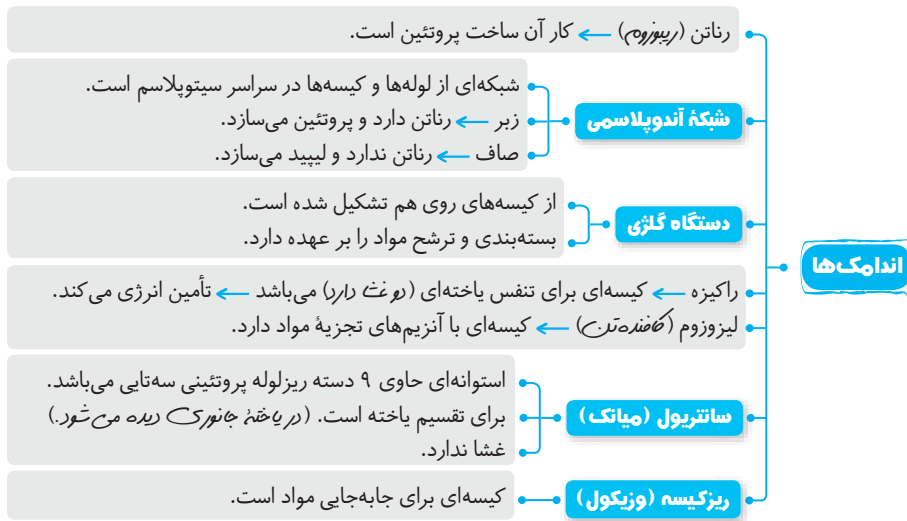 اندامک‌ها
رناتن (ریبوزوم) ← کار آن ساخت پروتئین است.
شبکهٔ آندوپلاسمی
شبکه‌ای از لوله‌ها و کیسه‌ها در سراسر سیتوپلاسم است.
زبر ← رناتن دارد و پروتئین می‌سازد.
صاف ← رناتن ندارد و لیپید می‌سازد.
دستگاه گلژی
از کیسه‌های روی هم تشکیل شده است.
بسته‌بندی و ترشح مواد را بر عهده دارد.
راکیزه ← کیسه‌ای برای تنفس یاخته‌ای (دو غشا دارد) می‌باشد ← تأمین انرژی می‌کند.
لیزوزوم (کافنده‌تن) ← کیسه‌ای با آنزیم‌های تجزیهٔ مواد دارد.
سانتریول (میانک)
استوانه‌ای حاوی ۹ دسته ریزلوله پروتئینی سه‌تایی می‌باشد.
برای تقسیم یاخته است. (در یاختهٔ جانوری دیده می‌شود.)
غشا ندارد.
ریزکیسه (وزیکول)
کیسه‌ای برای جابه‌جایی مواد است.